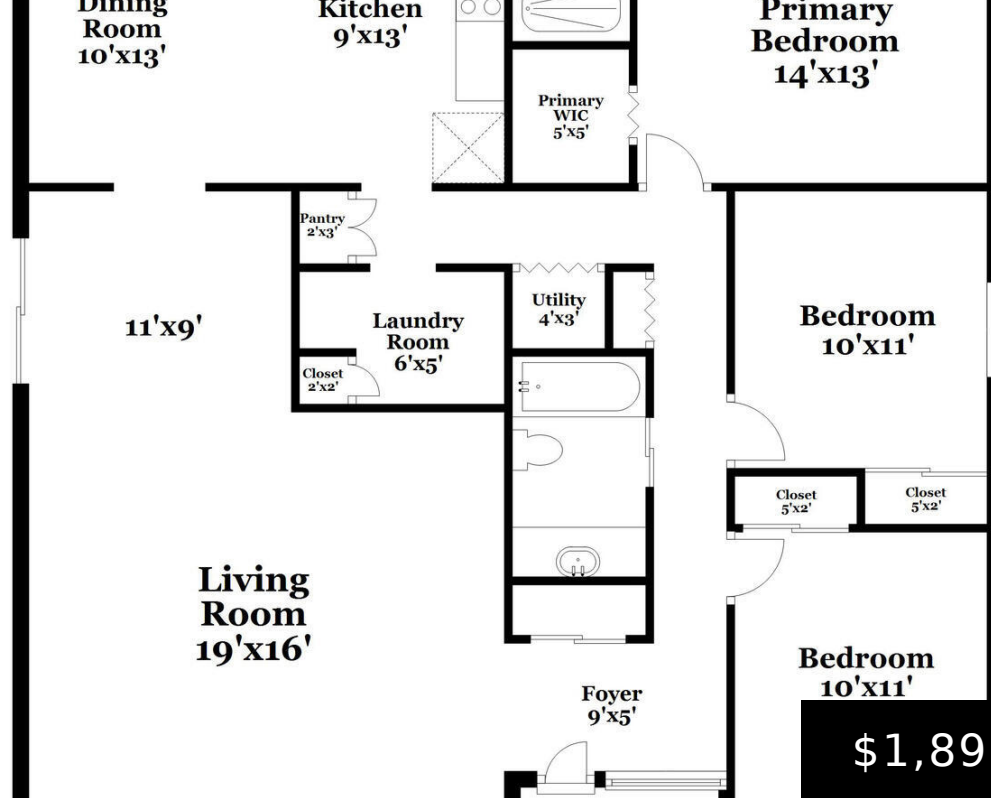 Dining
Room
10'x13'
Kitchen
9'x13'
Primary
Bedroom
14'x13'
Primary
WIC
5'x5'
Pantry
2'x3'
11'x9'
Laundry
Room
6'x5'
Utility
4'x3'
Bedroom
10'x11'
Closet
2'x2'
Closet
5'x2'
Closet
5'x2'
Living
Room
19'x16'
Foyer
9'x5'
Bedroom
10'x11'
$1,89